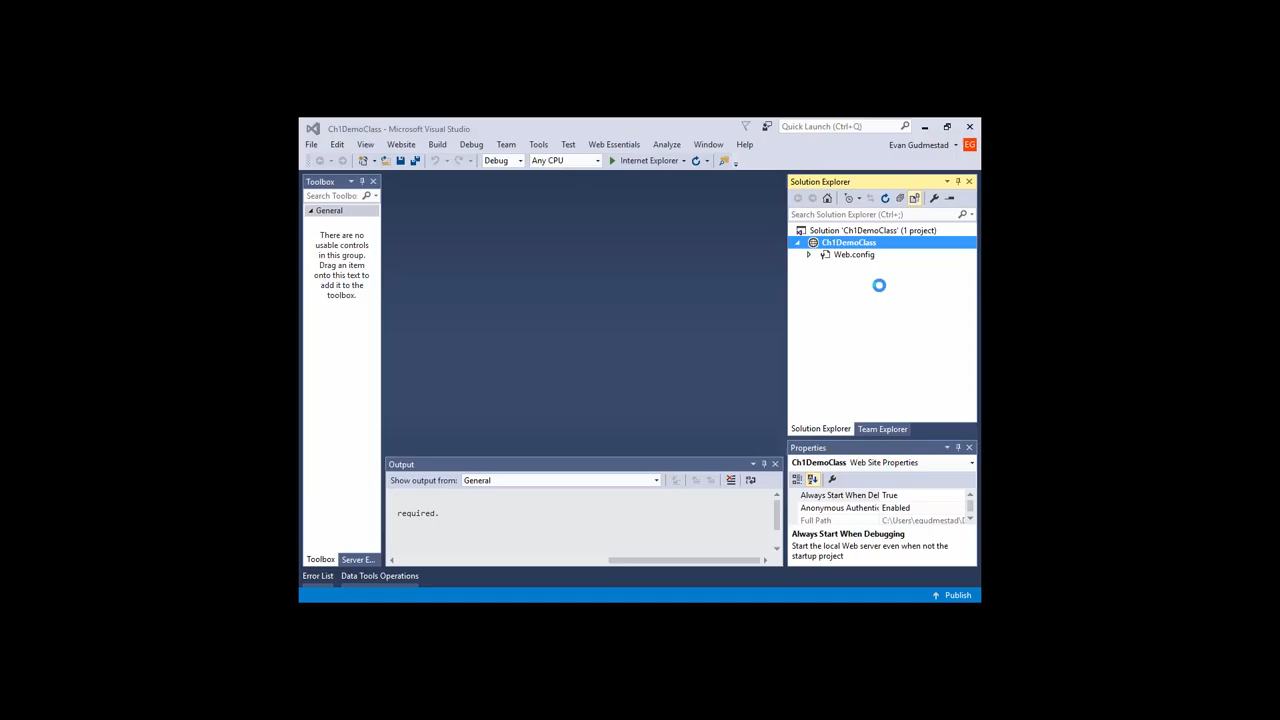 Ch1DemoClass - Microsoft Visual Studio
Quick Launch (Ctrl+Q)
File Edit View Website Build Debug Team Tools Test Web Essentials Analyze Window Help
Evan Gudmestad EG
Debug Any CPU Internet Explorer
Toolbox
Search Toolbo
General
There are no
usable controls
in this group.
Drag an item
onto this text to
add it to the
toolbox.
Toolbox Server E...
Solution Explorer
Search Solution Explorer (Ctrl+;)
Solution 'Ch1DemoClass' (1 project)
Ch1DemoClass
Web.config
Solution Explorer Team Explorer
Output
Show output from: General
required.
Properties
Ch1DemoClass Web Site Properties
Always Start When Del True
Anonymous Authentic Enabled
Full Path C:\Users\egudmestad\
Always Start When Debugging
Start the local Web server even when not the
startup project
Error List Data Tools Operations
Publish